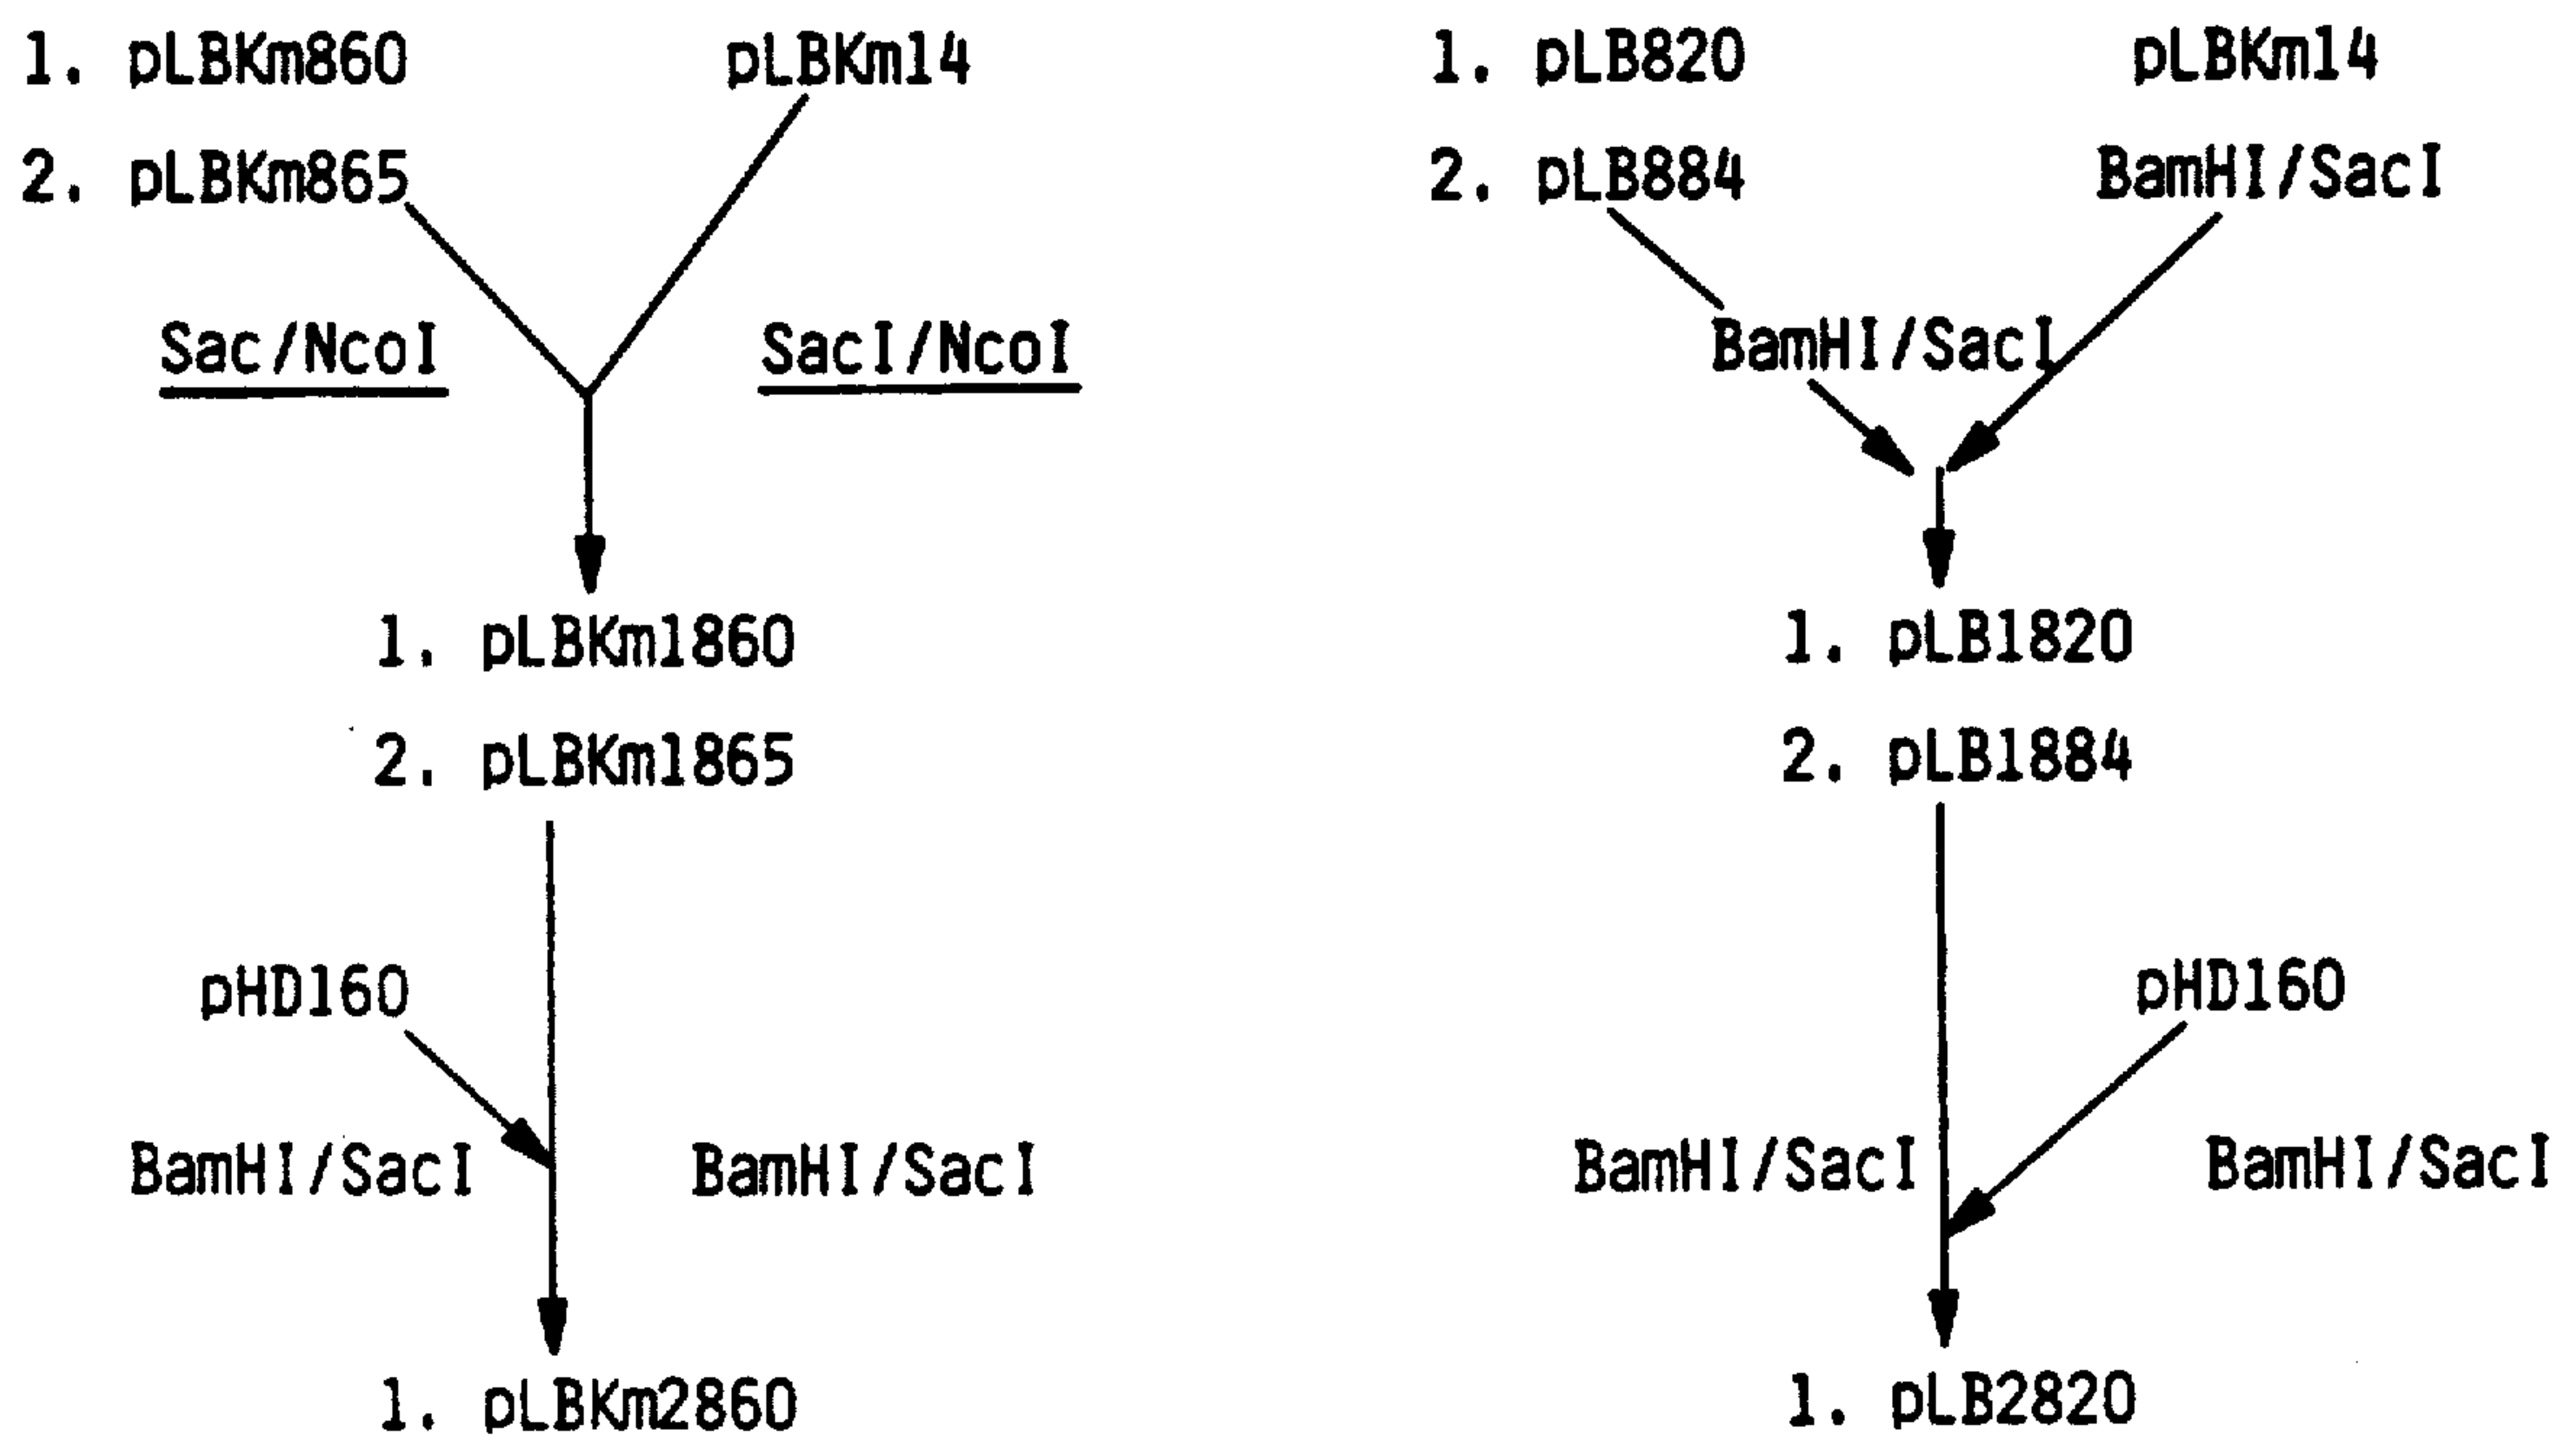 1. pLBKm860 pLBKm14
2. pLBKm865
Sac/NcoI SacI/NcoI
1. pLBKm1860
2. pLBKm1865
pHD160
BamHI/SacI BamHI/SacI
1. pLBKm2860
1. pLB820 pLBKm14
2. pLB884 BamHI/SacI
BamHI/SacI
1. pLB1820
2. pLB1884
pHD160
BamHI/SacI BamHI/SacI
1. pLB2820